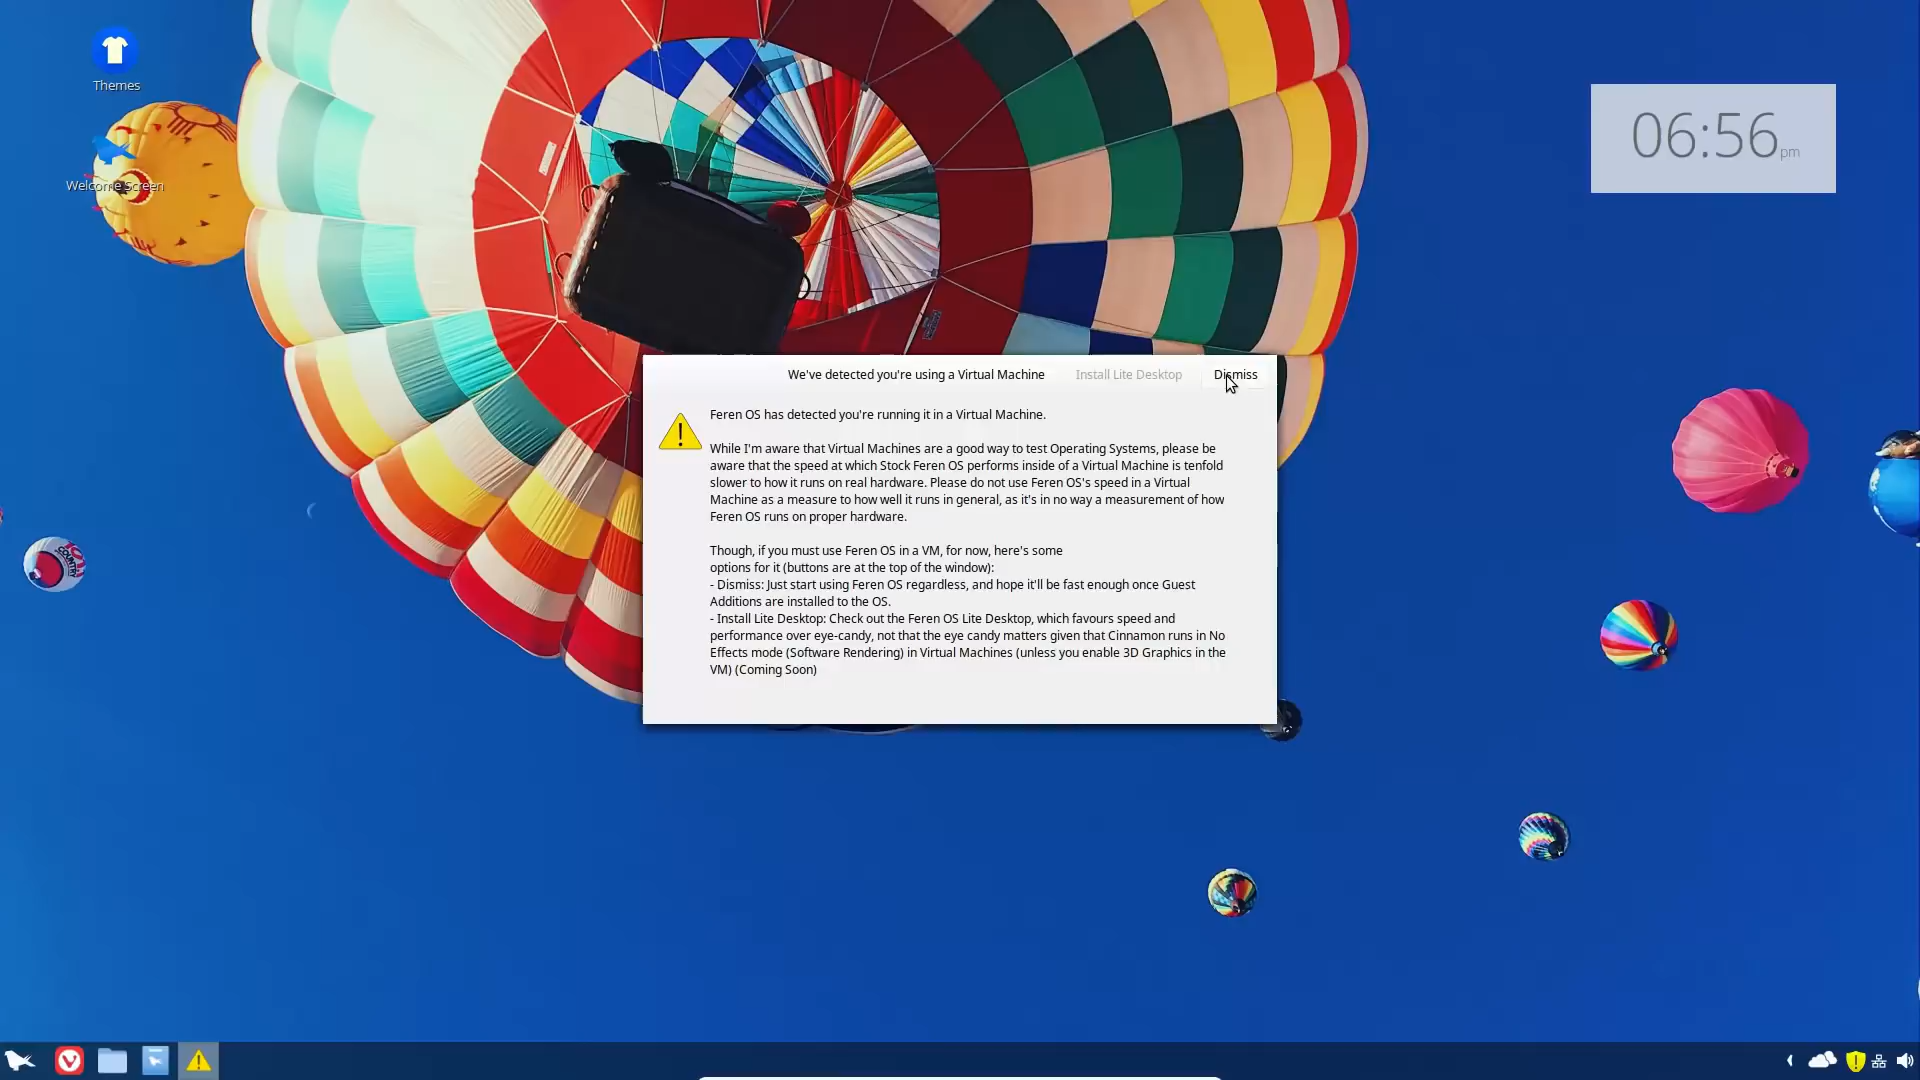 Themes
Welcome Screen
06:56 pm
We've detected you're using a Virtual Machine
Install Lite Desktop
Dismiss
Feren OS has detected you're running it in a Virtual Machine.
While I'm aware that Virtual Machines are a good way to test Operating Systems, please be
aware that the speed at which Stock Feren OS performs inside of a Virtual Machine is tenfold
slower to how it runs on real hardware. Please do not use Feren OS's speed in a Virtual
Machine as a measure to how well it runs in general, as it's in no way a measurement of how
Feren OS runs on proper hardware.
Though, if you must use Feren OS in a VM, for now, here's some
options for it (buttons are at the top of the window):
- Dismiss: Just start using Feren OS regardless, and hope it'll be fast enough once Guest
Additions are installed to the OS.
- Install Lite Desktop: Check out the Feren OS Lite Desktop, which favours speed and
performance over eye-candy, not that the eye candy matters given that Cinnamon runs in No
Effects mode (Software Rendering) in Virtual Machines (unless you enable 3D Graphics in the
VM) (Coming Soon)